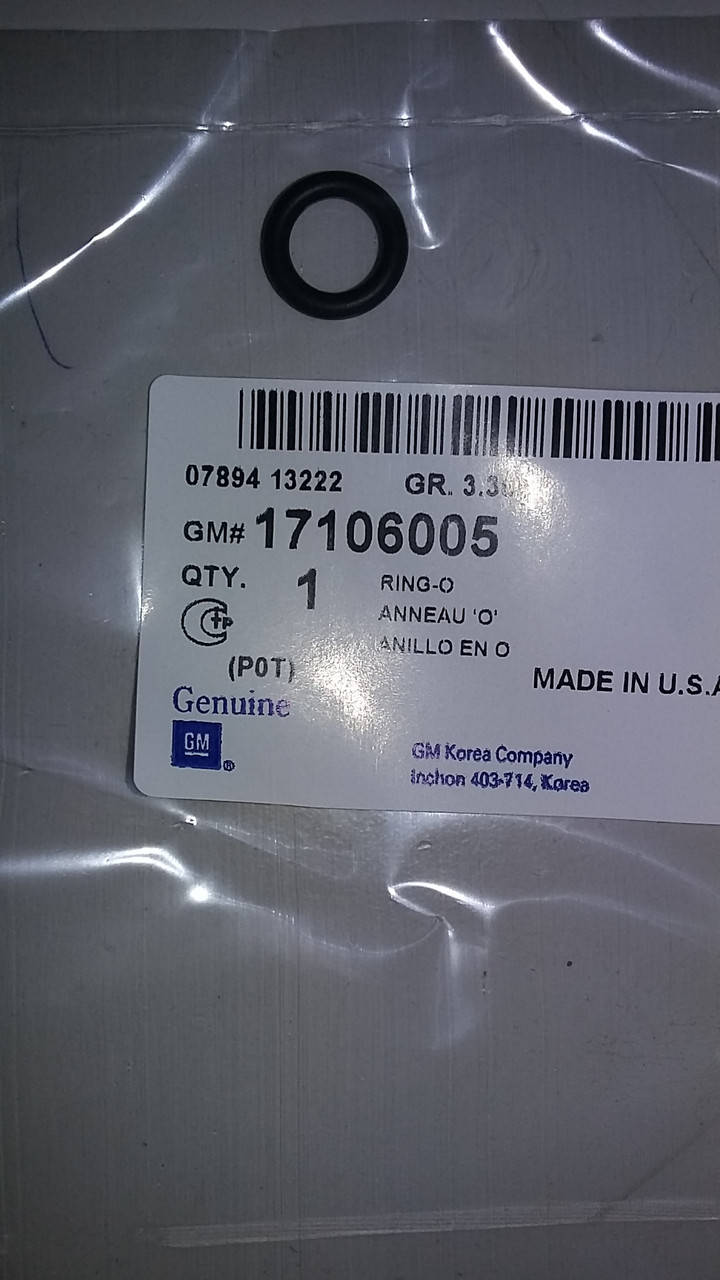 07894 13222 GR.
GM# 17106005
QTY. 1 RING-O
ANNEAU 'O'
ANILLO EN O
(P0T)
MADE IN U.S.A
Genuine
GM ®
GM Korea Company
Inchon 403-714, Korea